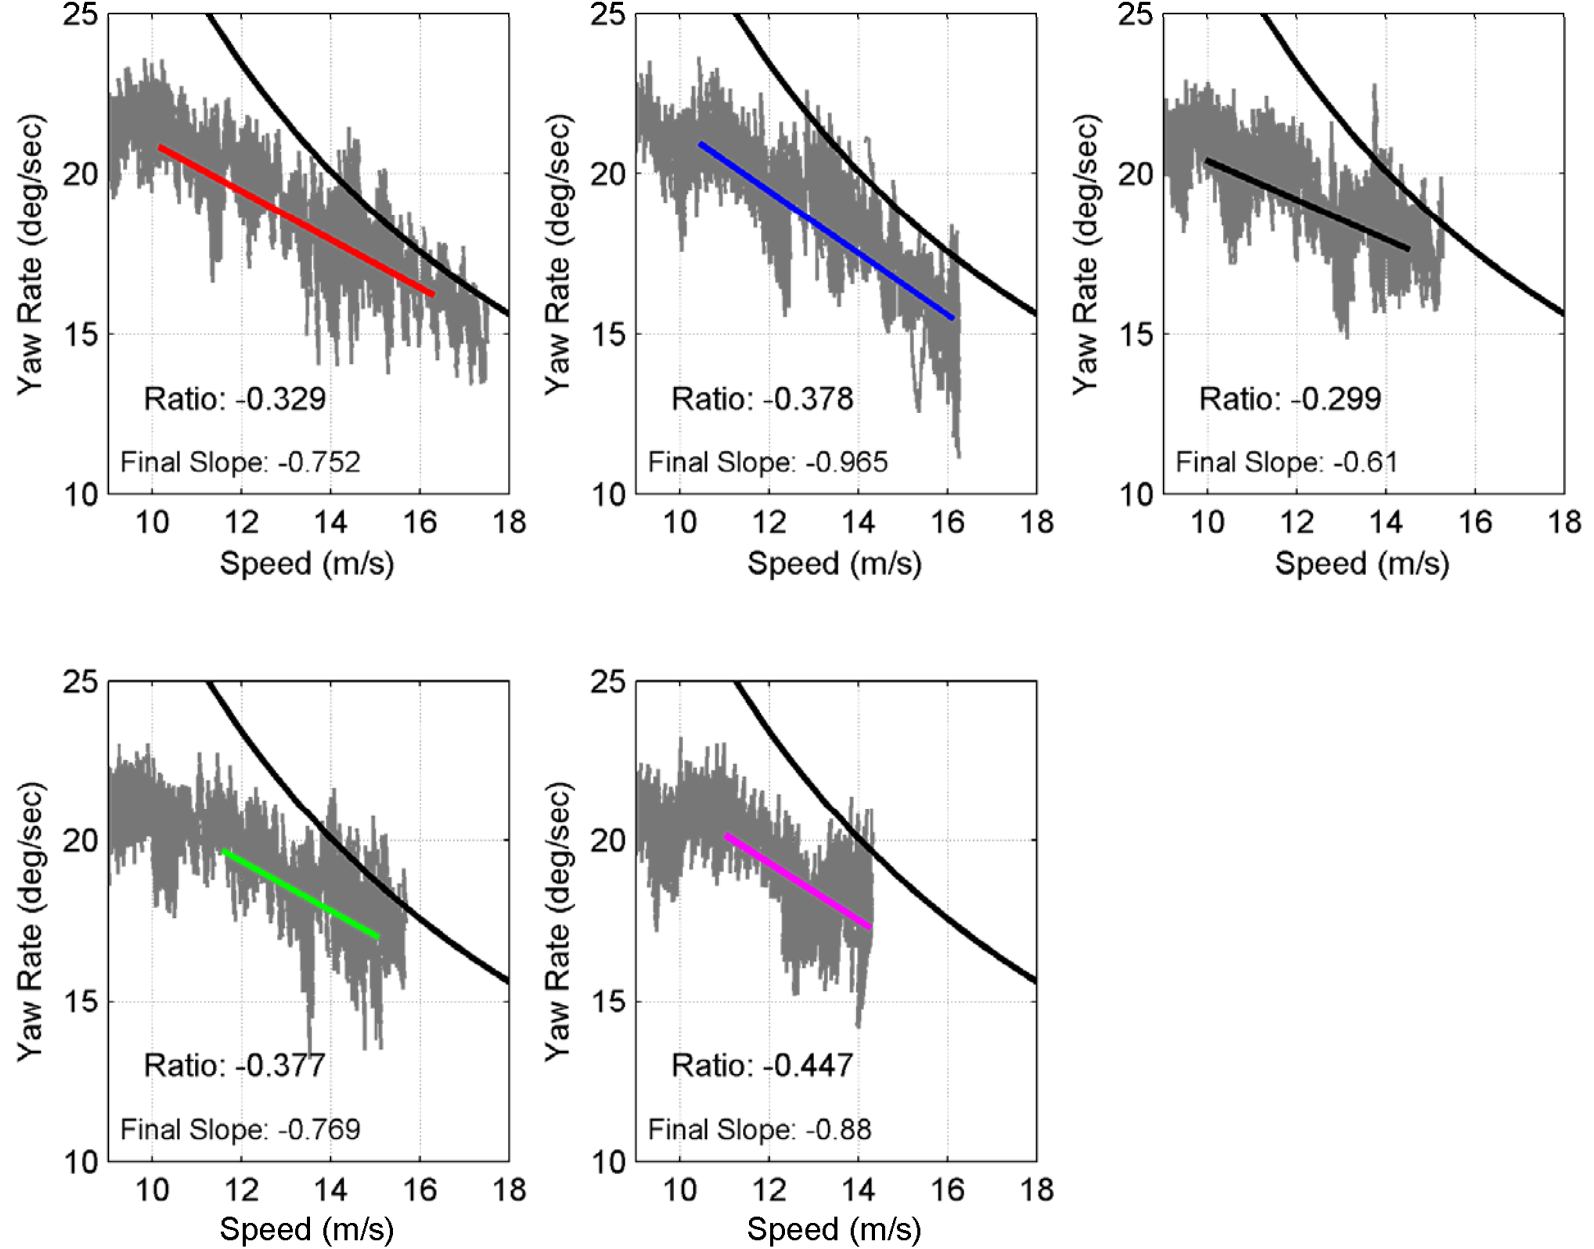 25
20
15
10
Yaw Rate (deg/sec)
Ratio: -0.329
Final Slope: -0.752
10 12 14 16 18
Speed (m/s)
25
20
15
10
Yaw Rate (deg/sec)
Ratio: -0.378
Final Slope: -0.965
10 12 14 16 18
Speed (m/s)
25
20
15
10
Yaw Rate (deg/sec)
Ratio: -0.299
Final Slope: -0.61
10 12 14 16 18
Speed (m/s)
25
20
15
10
Yaw Rate (deg/sec)
Ratio: -0.377
Final Slope: -0.769
10 12 14 16 18
Speed (m/s)
25
20
15
10
Yaw Rate (deg/sec)
Ratio: -0.447
Final Slope: -0.88
10 12 14 16 18
Speed (m/s)